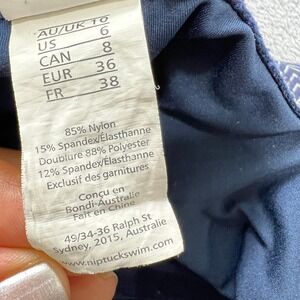 AU/UK 10
US 6
CAN 8
EUR 36
FR 38
85% Nylon
15% Spandex/Élasthanne
Doublure 88% Polyester
12% Spandex/Élasthanne
Exclusif des garnitures
Conçu en
Bondi-Australie
Fait en Chine
49/34-36 Ralph St
Sydney, 2015, Australie
www.niptuckswim.com